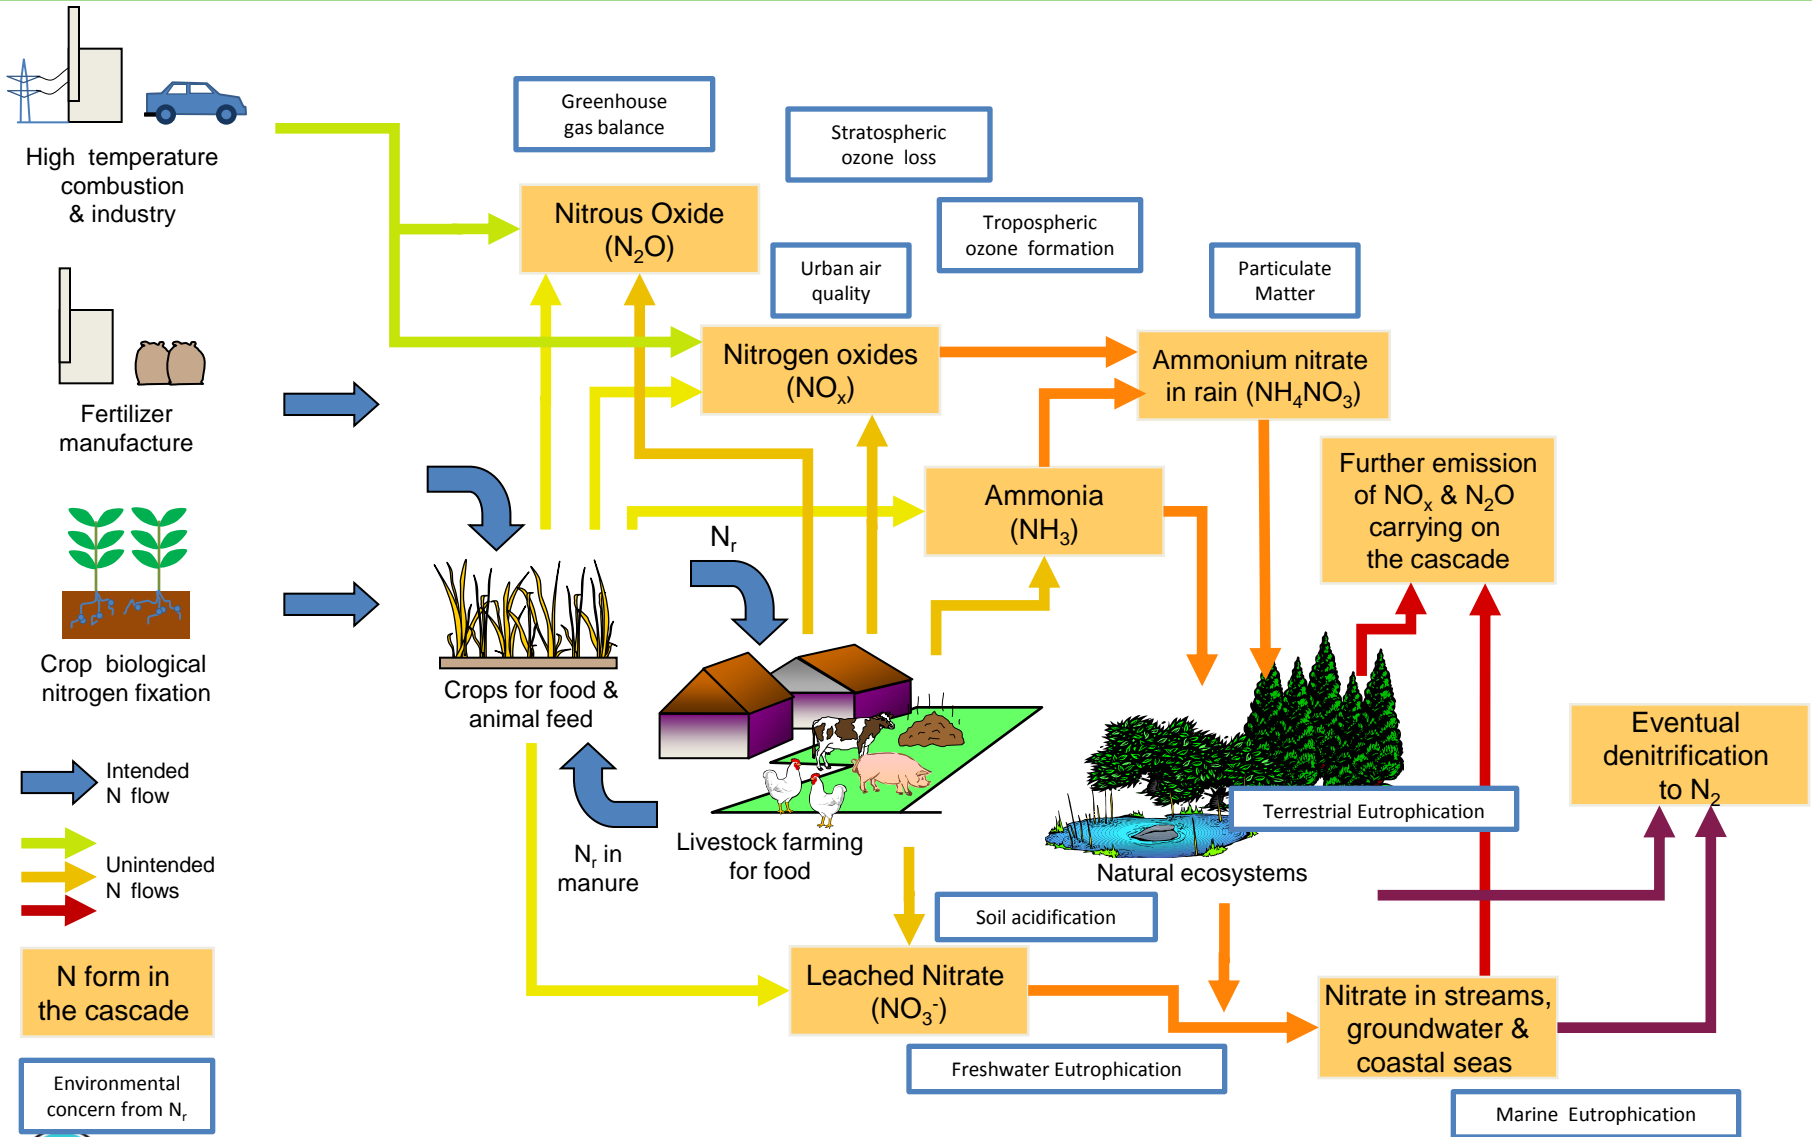 High temperature
combustion
& industry
Fertilizer
manufacture
Crop biological
nitrogen fixation
Intended
N flow
Unintended
N flows
N form in
the cascade
Environmental
concern from Nᵣ
Greenhouse
gas balance
Stratospheric
ozone loss
Tropospheric
ozone formation
Urban air
quality
Particulate
Matter
Nitrous Oxide
(N₂O)
Nitrogen oxides
(NOₓ)
Ammonium nitrate
in rain (NH₄NO₃)
Ammonia
(NH₃)
Further emission
of NOₓ & N₂O
carrying on
the cascade
Nᵣ
Crops for food &
animal feed
Nᵣ in
manure
Livestock farming
for food
Terrestrial Eutrophication
Natural ecosystems
Eventual
denitrification
to N₂
Soil acidification
Leached Nitrate
(NO₃⁻)
Nitrate in streams,
groundwater &
coastal seas
Freshwater Eutrophication
Marine Eutrophication